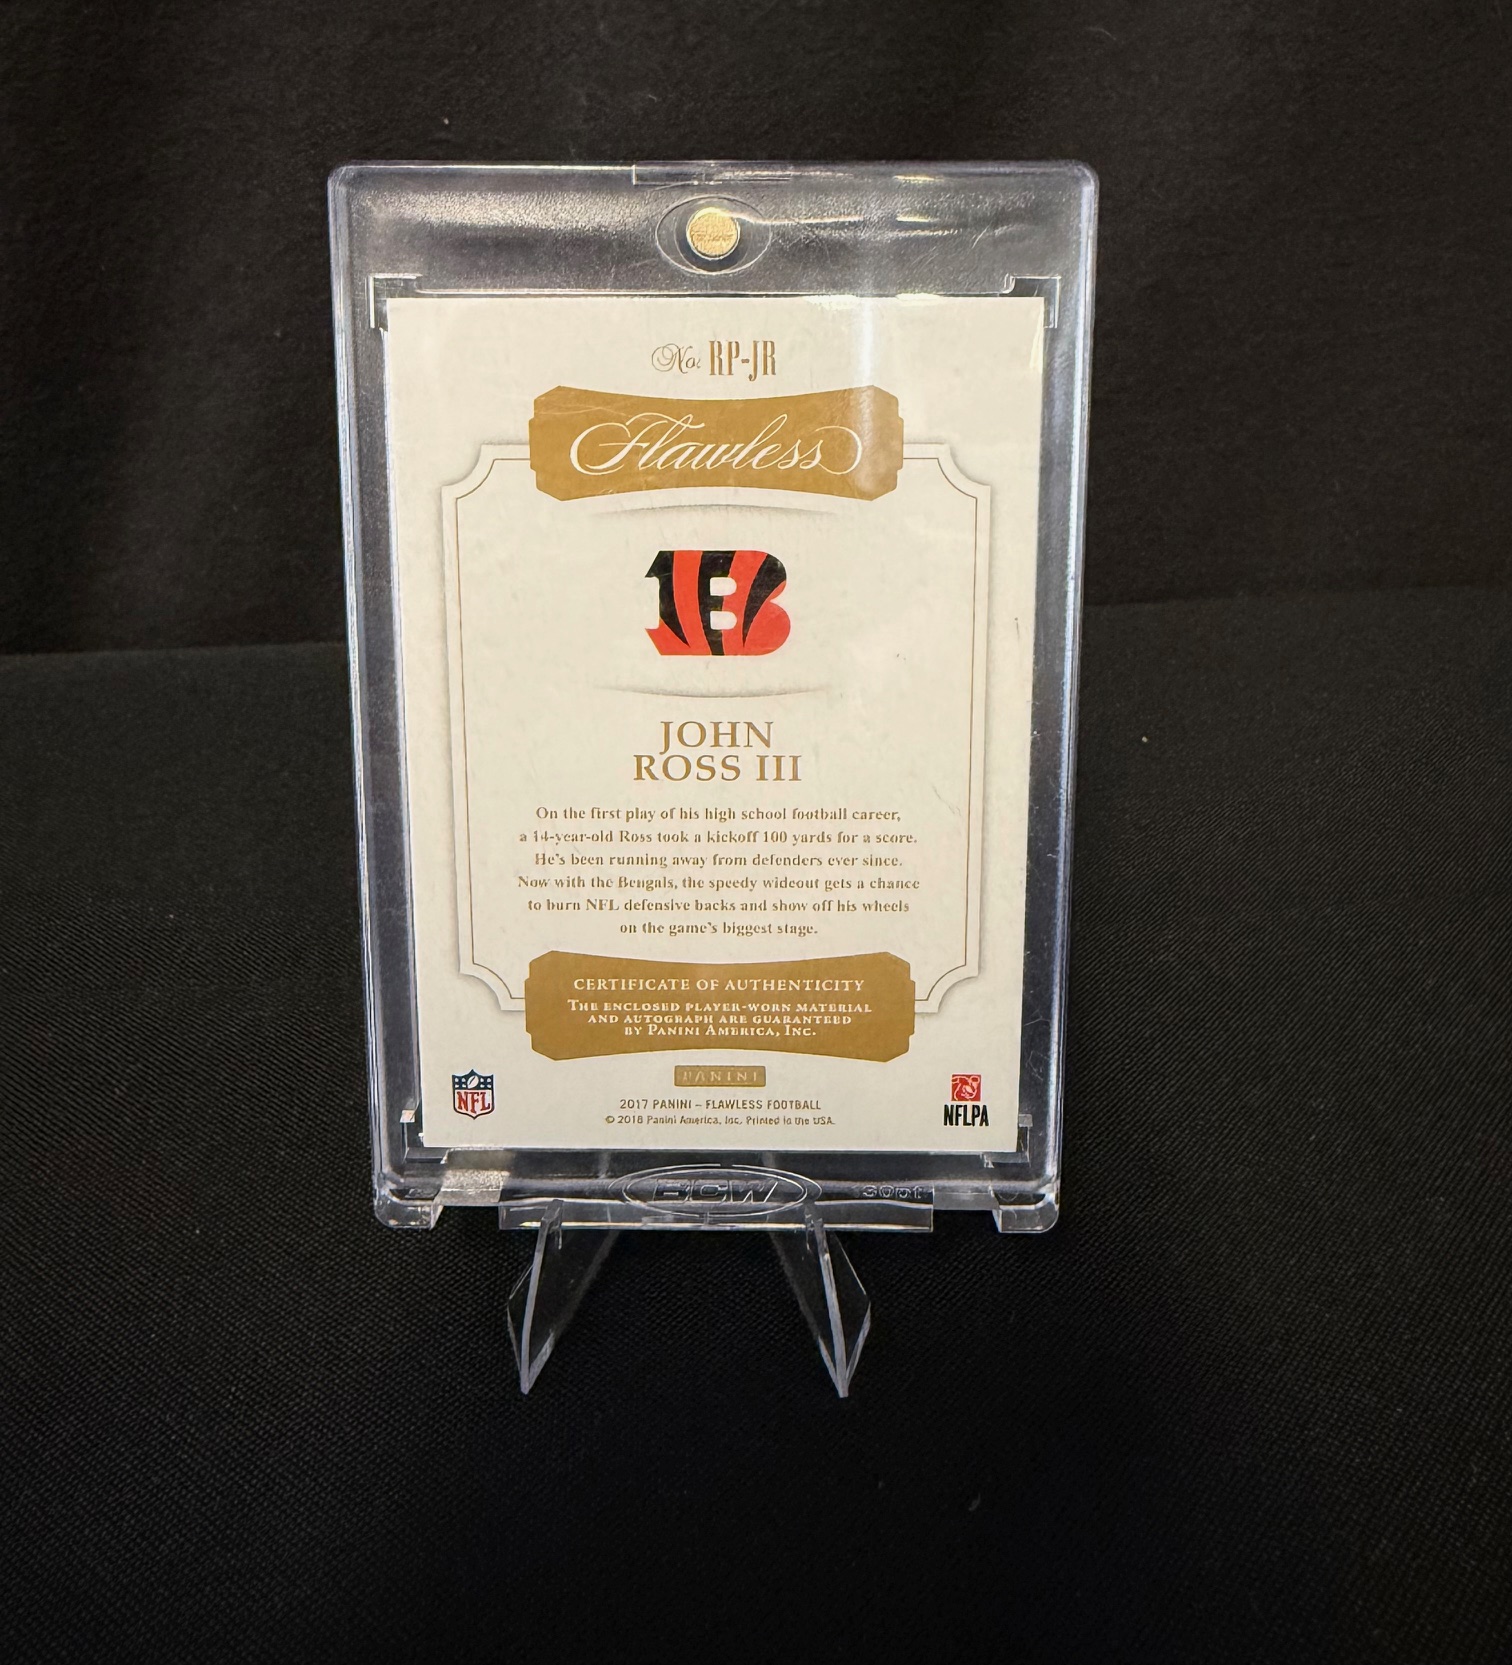 No. RP-JR
Flawless
JOHN
ROSS III
On the first play of his high school football career,
a 14-year-old Ross took a kickoff 100 yards for a score.
He's been running away from defenders ever since.
Now with the Bengals, the speedy wideout gets a chance
to burn NFL defensive backs and show off his wheels
on the game's biggest stage.
CERTIFICATE OF AUTHENTICITY
THE ENCLOSED PLAYER-WORN MATERIAL
AND AUTOGRAPH ARE GUARANTEED
BY PANINI AMERICA, INC.
PANINI
NFL
NFLPA
2017 PANINI – FLAWLESS FOOTBALL
© 2018 Panini America, Inc. Printed in the USA.
BCW